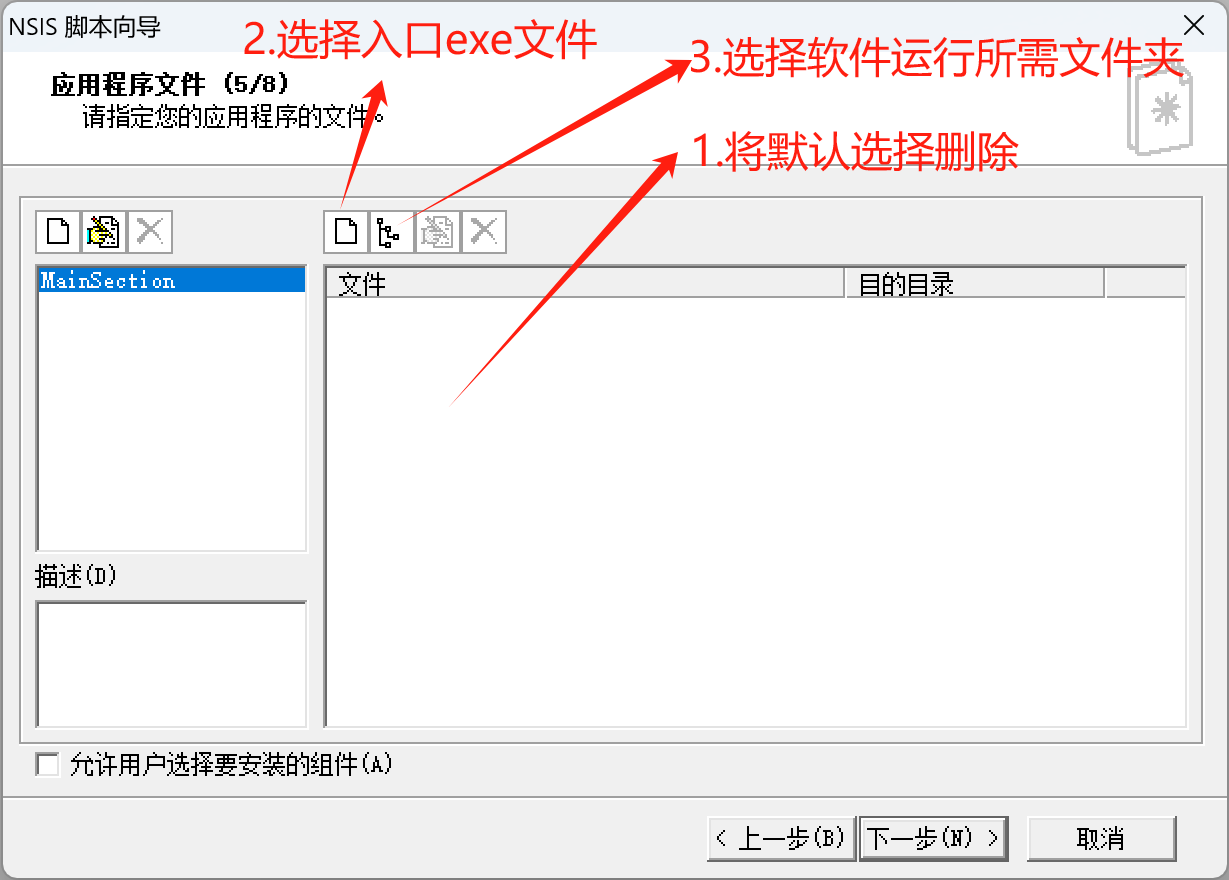 NSIS 脚本向导
2.选择入口exe文件
3.选择软件运行所需文件夹
应用程序文件 (5/8)
请指定您的应用程序的文件。
1.将默认选择删除
MainSection
文件
目的目录
描述(D)
允许用户选择要安装的组件(A)
< 上一步(B)
下一步(N) >
取消